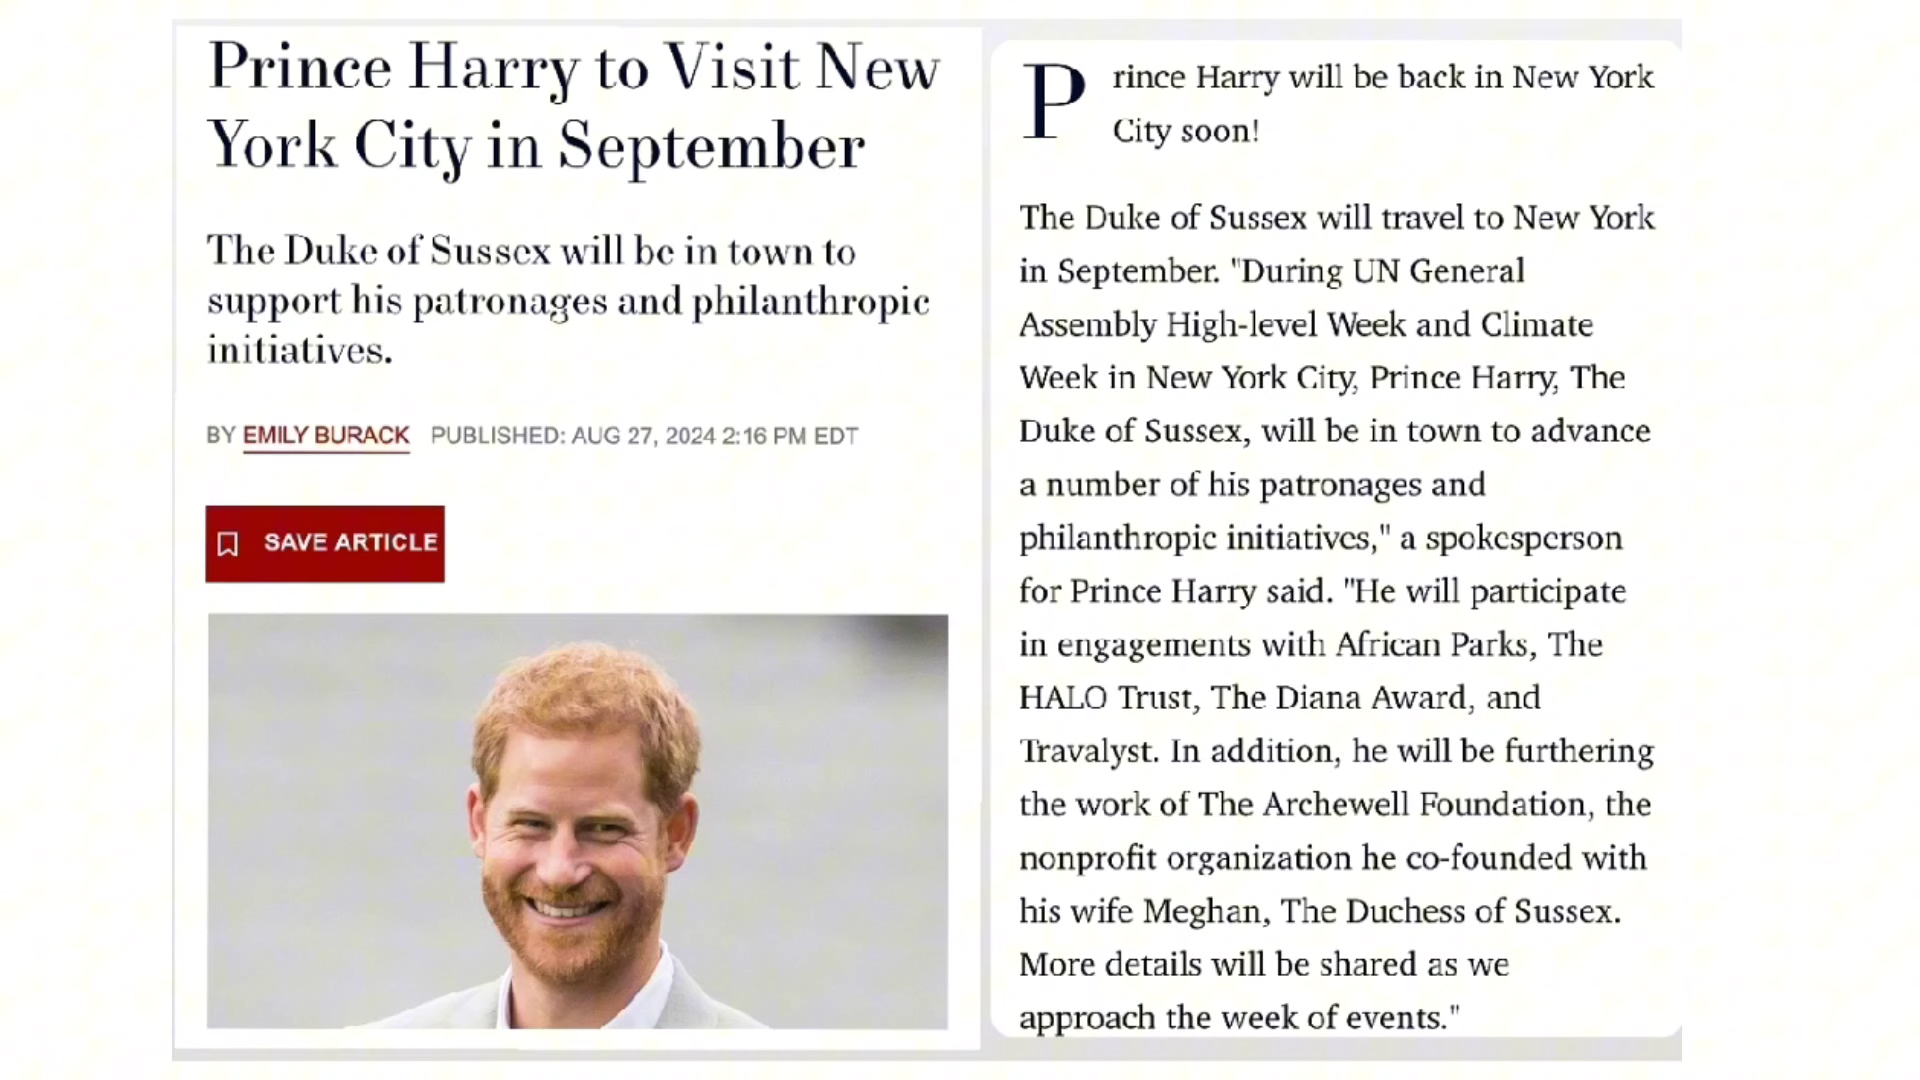 Prince Harry to Visit New
York City in September
The Duke of Sussex will be in town to
support his patronages and philanthropic
initiatives.
BY EMILY BURACK PUBLISHED: AUG 27, 2024 2:16 PM EDT
SAVE ARTICLE
Prince Harry will be back in New York
City soon!
The Duke of Sussex will travel to New York
in September. "During UN General
Assembly High-level Week and Climate
Week in New York City, Prince Harry, The
Duke of Sussex, will be in town to advance
a number of his patronages and
philanthropic initiatives," a spokesperson
for Prince Harry said. "He will participate
in engagements with African Parks, The
HALO Trust, The Diana Award, and
Travalyst. In addition, he will be furthering
the work of The Archewell Foundation, the
nonprofit organization he co-founded with
his wife Meghan, The Duchess of Sussex.
More details will be shared as we
approach the week of events."